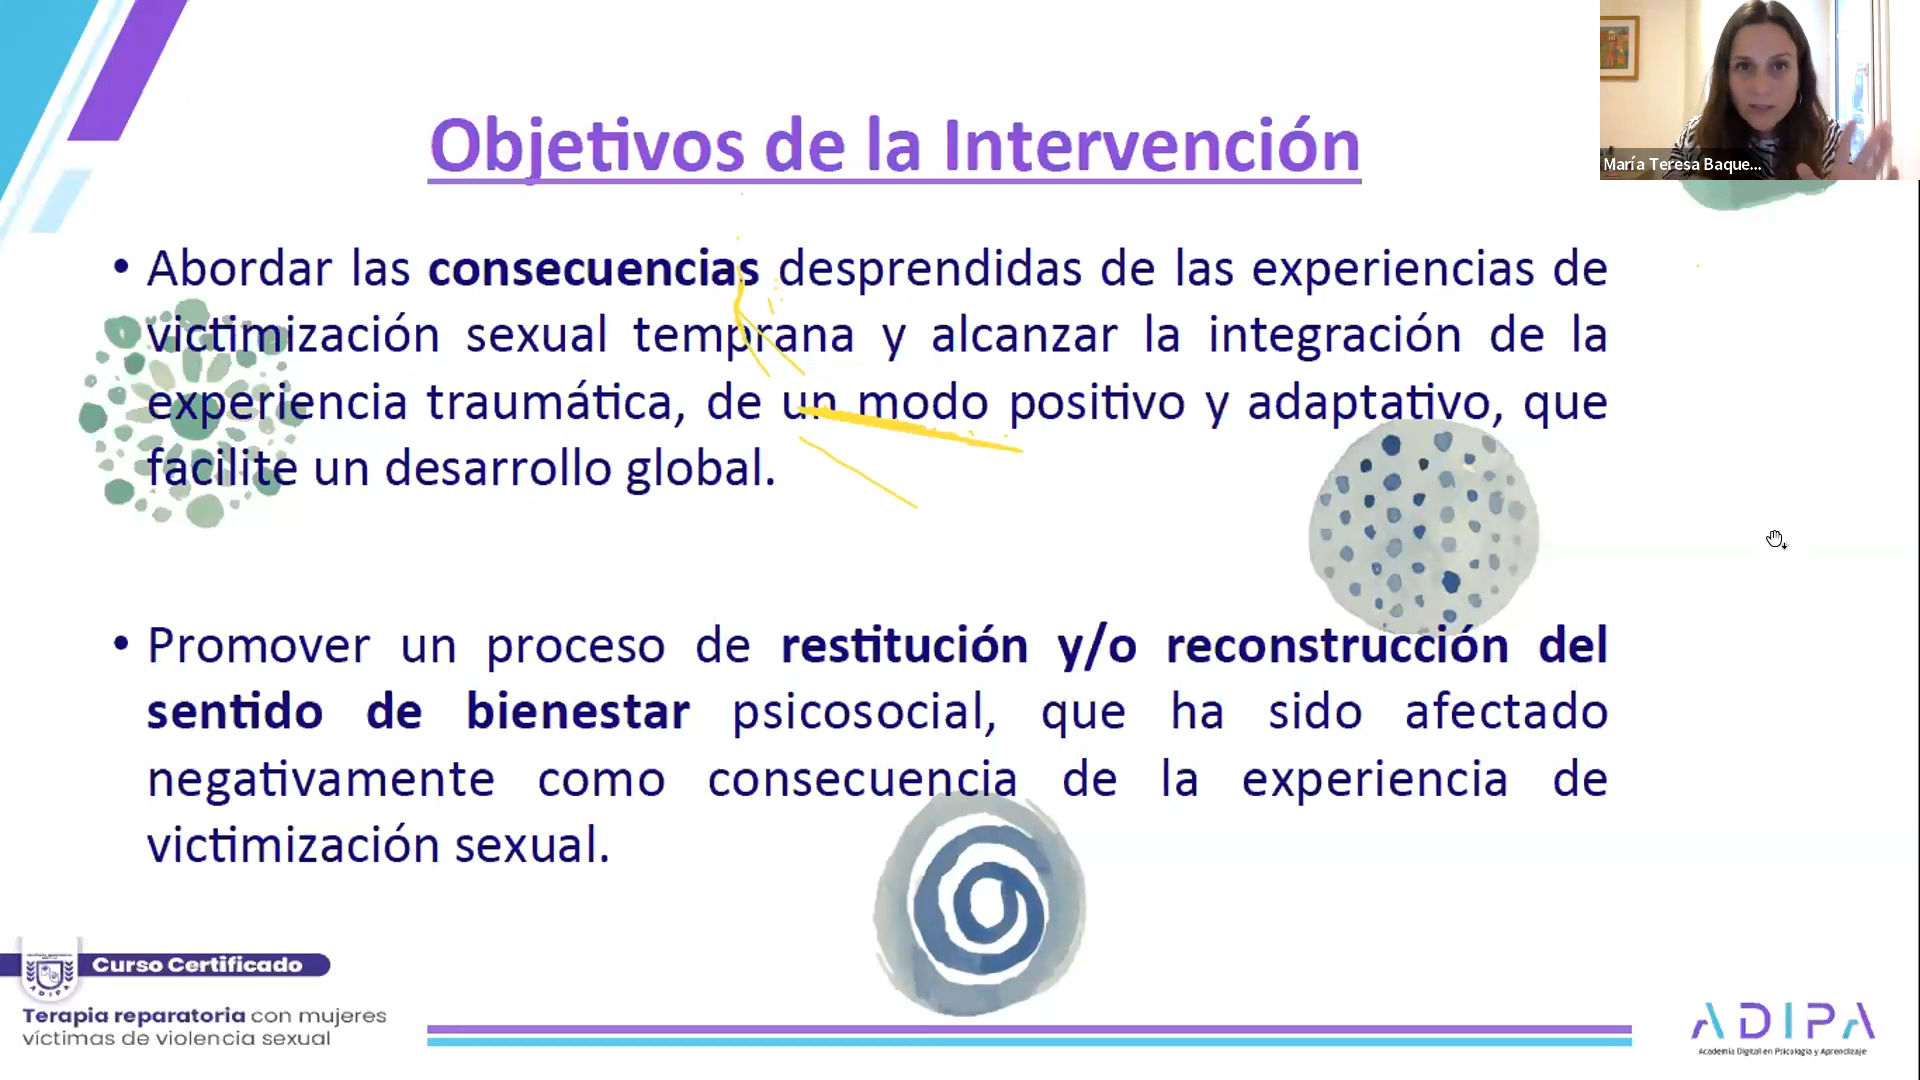 María Teresa Baque...
Objetivos de la Intervención
• Abordar las consecuencias desprendidas de las experiencias de
victimización sexual temprana y alcanzar la integración de la
experiencia traumática, de un modo positivo y adaptativo, que
facilite un desarrollo global.
• Promover un proceso de restitución y/o reconstrucción del
sentido de bienestar psicosocial, que ha sido afectado
negativamente como consecuencia de la experiencia de
victimización sexual.
ADIPA
Curso Certificado
Terapia reparatoria con mujeres
víctimas de violencia sexual
ADIPA
Academia Digital en Psicología y Aprendizaje